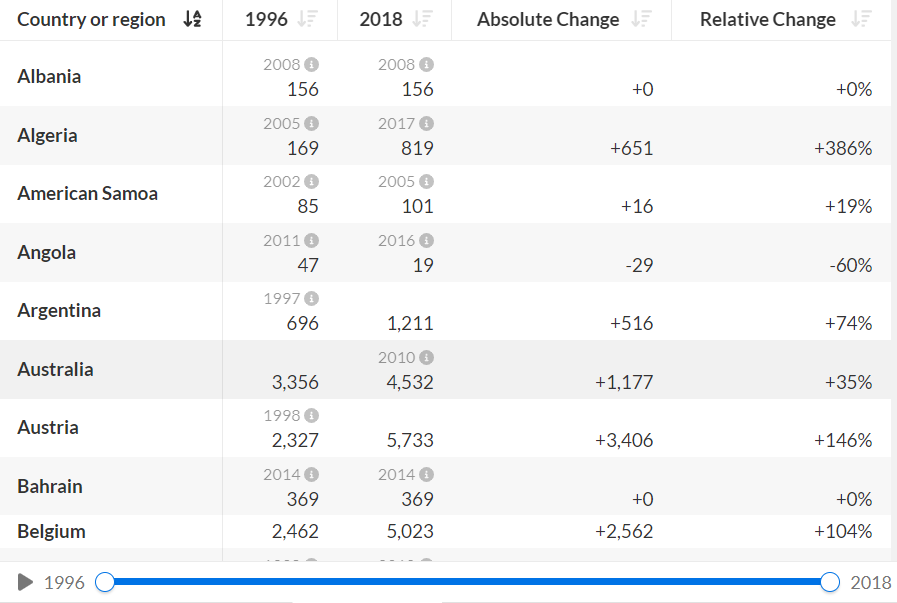 Country or region 1996 2018 Absolute Change Relative Change
2008 2008
Albania 156 156 +0 +0%
2005 2017
Algeria 169 819 +651 +386%
2002 2005
American Samoa 85 101 +16 +19%
2011 2016
Angola 47 19 -29 -60%
1997
Argentina 696 1,211 +516 +74%
2010
Australia 3,356 4,532 +1,177 +35%
1998
Austria 2,327 5,733 +3,406 +146%
2014 2014
Bahrain 369 369 +0 +0%
Belgium 2,462 5,023 +2,562 +104%
1996 2018